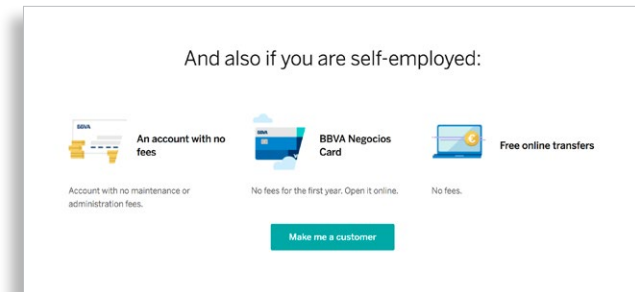 And also if you are self-employed:
BBVA
An account with no
fees
Account with no maintenance or
administration fees.
BBVA
BBVA Negocios
Card
No fees for the first year. Open it online.
€
Free online transfers
No fees.
Make me a customer